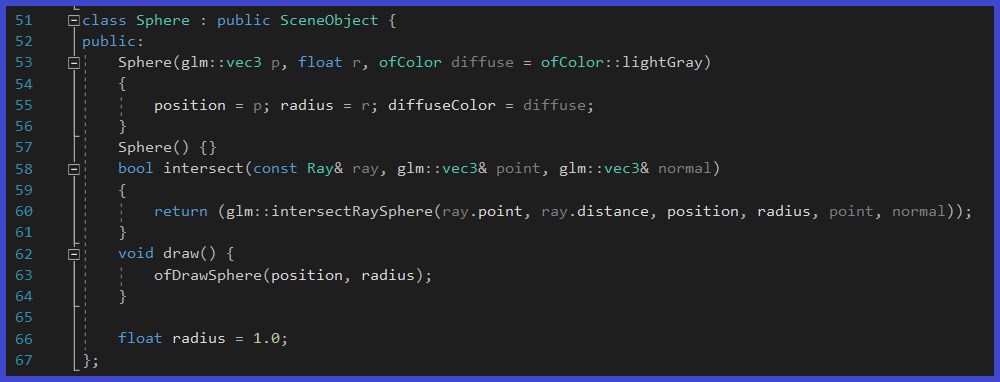 51 class Sphere : public SceneObject {
52 public:
53 Sphere(glm::vec3 p, float r, ofColor diffuse = ofColor::lightGray)
54 {
55 position = p; radius = r; diffuseColor = diffuse;
56 }
57 Sphere() {}
58 bool intersect(const Ray& ray, glm::vec3& point, glm::vec3& normal)
59 {
60 return (glm::intersectRaySphere(ray.point, ray.distance, position, radius, point, normal));
61 }
62 void draw() {
63 ofDrawSphere(position, radius);
64 }
65
66 float radius = 1.0;
67 };